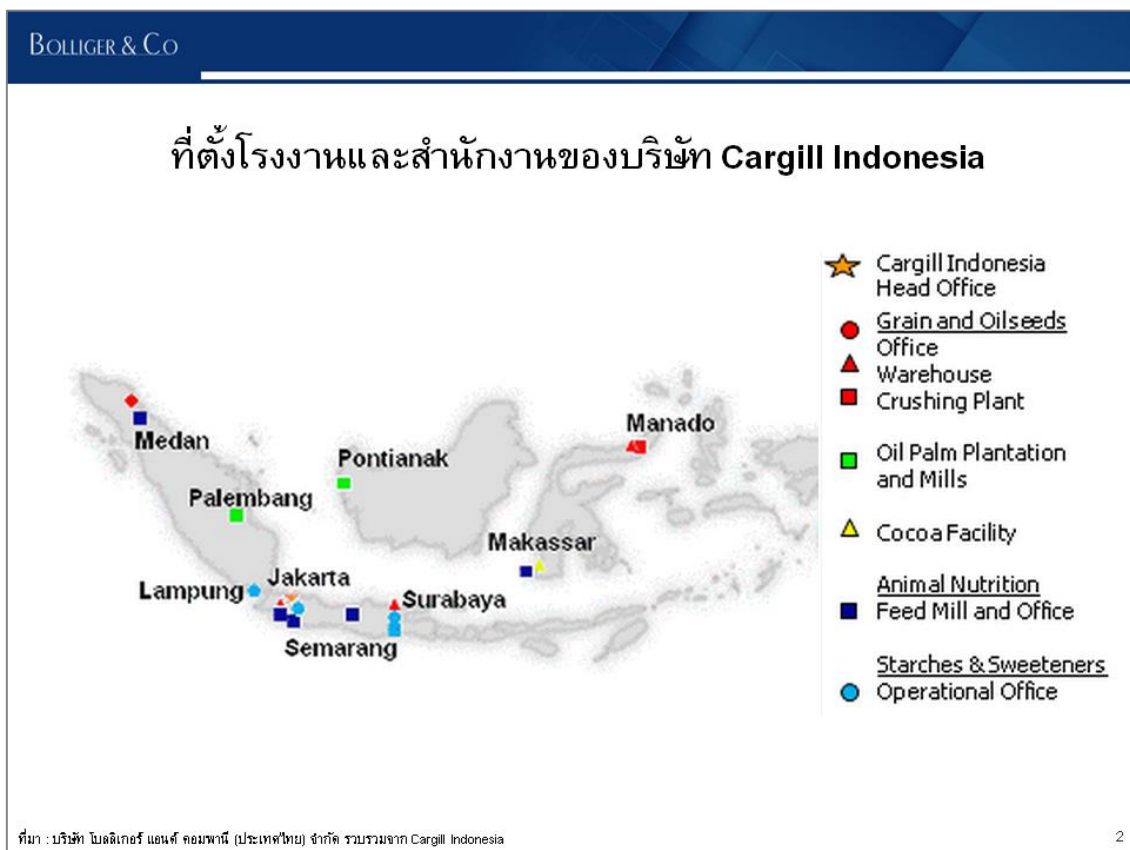 BOLLIGER & CO
ที่ตั้งโรงงานและสำนักงานของบริษัท Cargill Indonesia
Cargill Indonesia
Head Office
Grain and Oilseeds
Office
Warehouse
Crushing Plant
Oil Palm Plantation
and Mills
Cocoa Facility
Animal Nutrition
Feed Mill and Office
Starches & Sweeteners
Operational Office
Medan
Manado
Pontianak
Palembang
Makassar
Lampung
Jakarta
Surabaya
Semarang
ที่มา : บริษัท โบลลิเกอร์ แอนด์ คอมพานี (ประเทศไทย) จำกัด รวบรวมจาก Cargill Indonesia
2